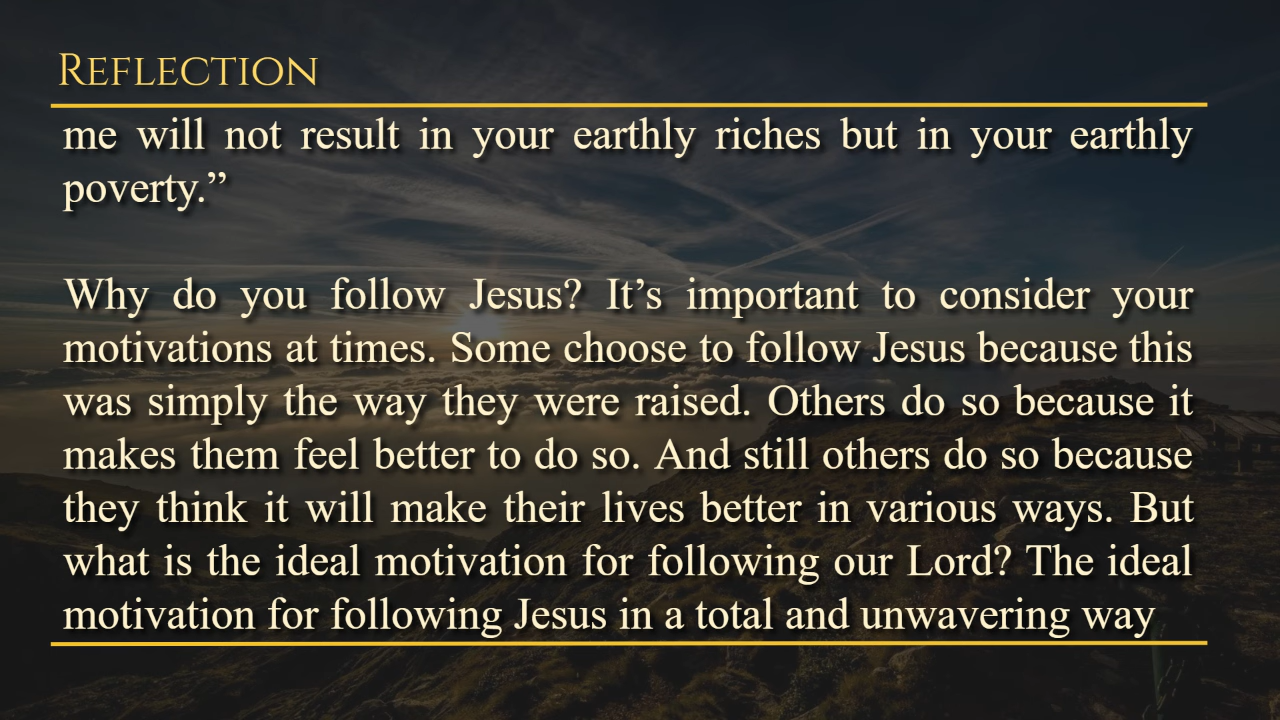 Reflection
me will not result in your earthly riches but in your earthly
poverty.”
Why do you follow Jesus? It’s important to consider your
motivations at times. Some choose to follow Jesus because this
was simply the way they were raised. Others do so because it
makes them feel better to do so. And still others do so because
they think it will make their lives better in various ways. But
what is the ideal motivation for following our Lord? The ideal
motivation for following Jesus in a total and unwavering way